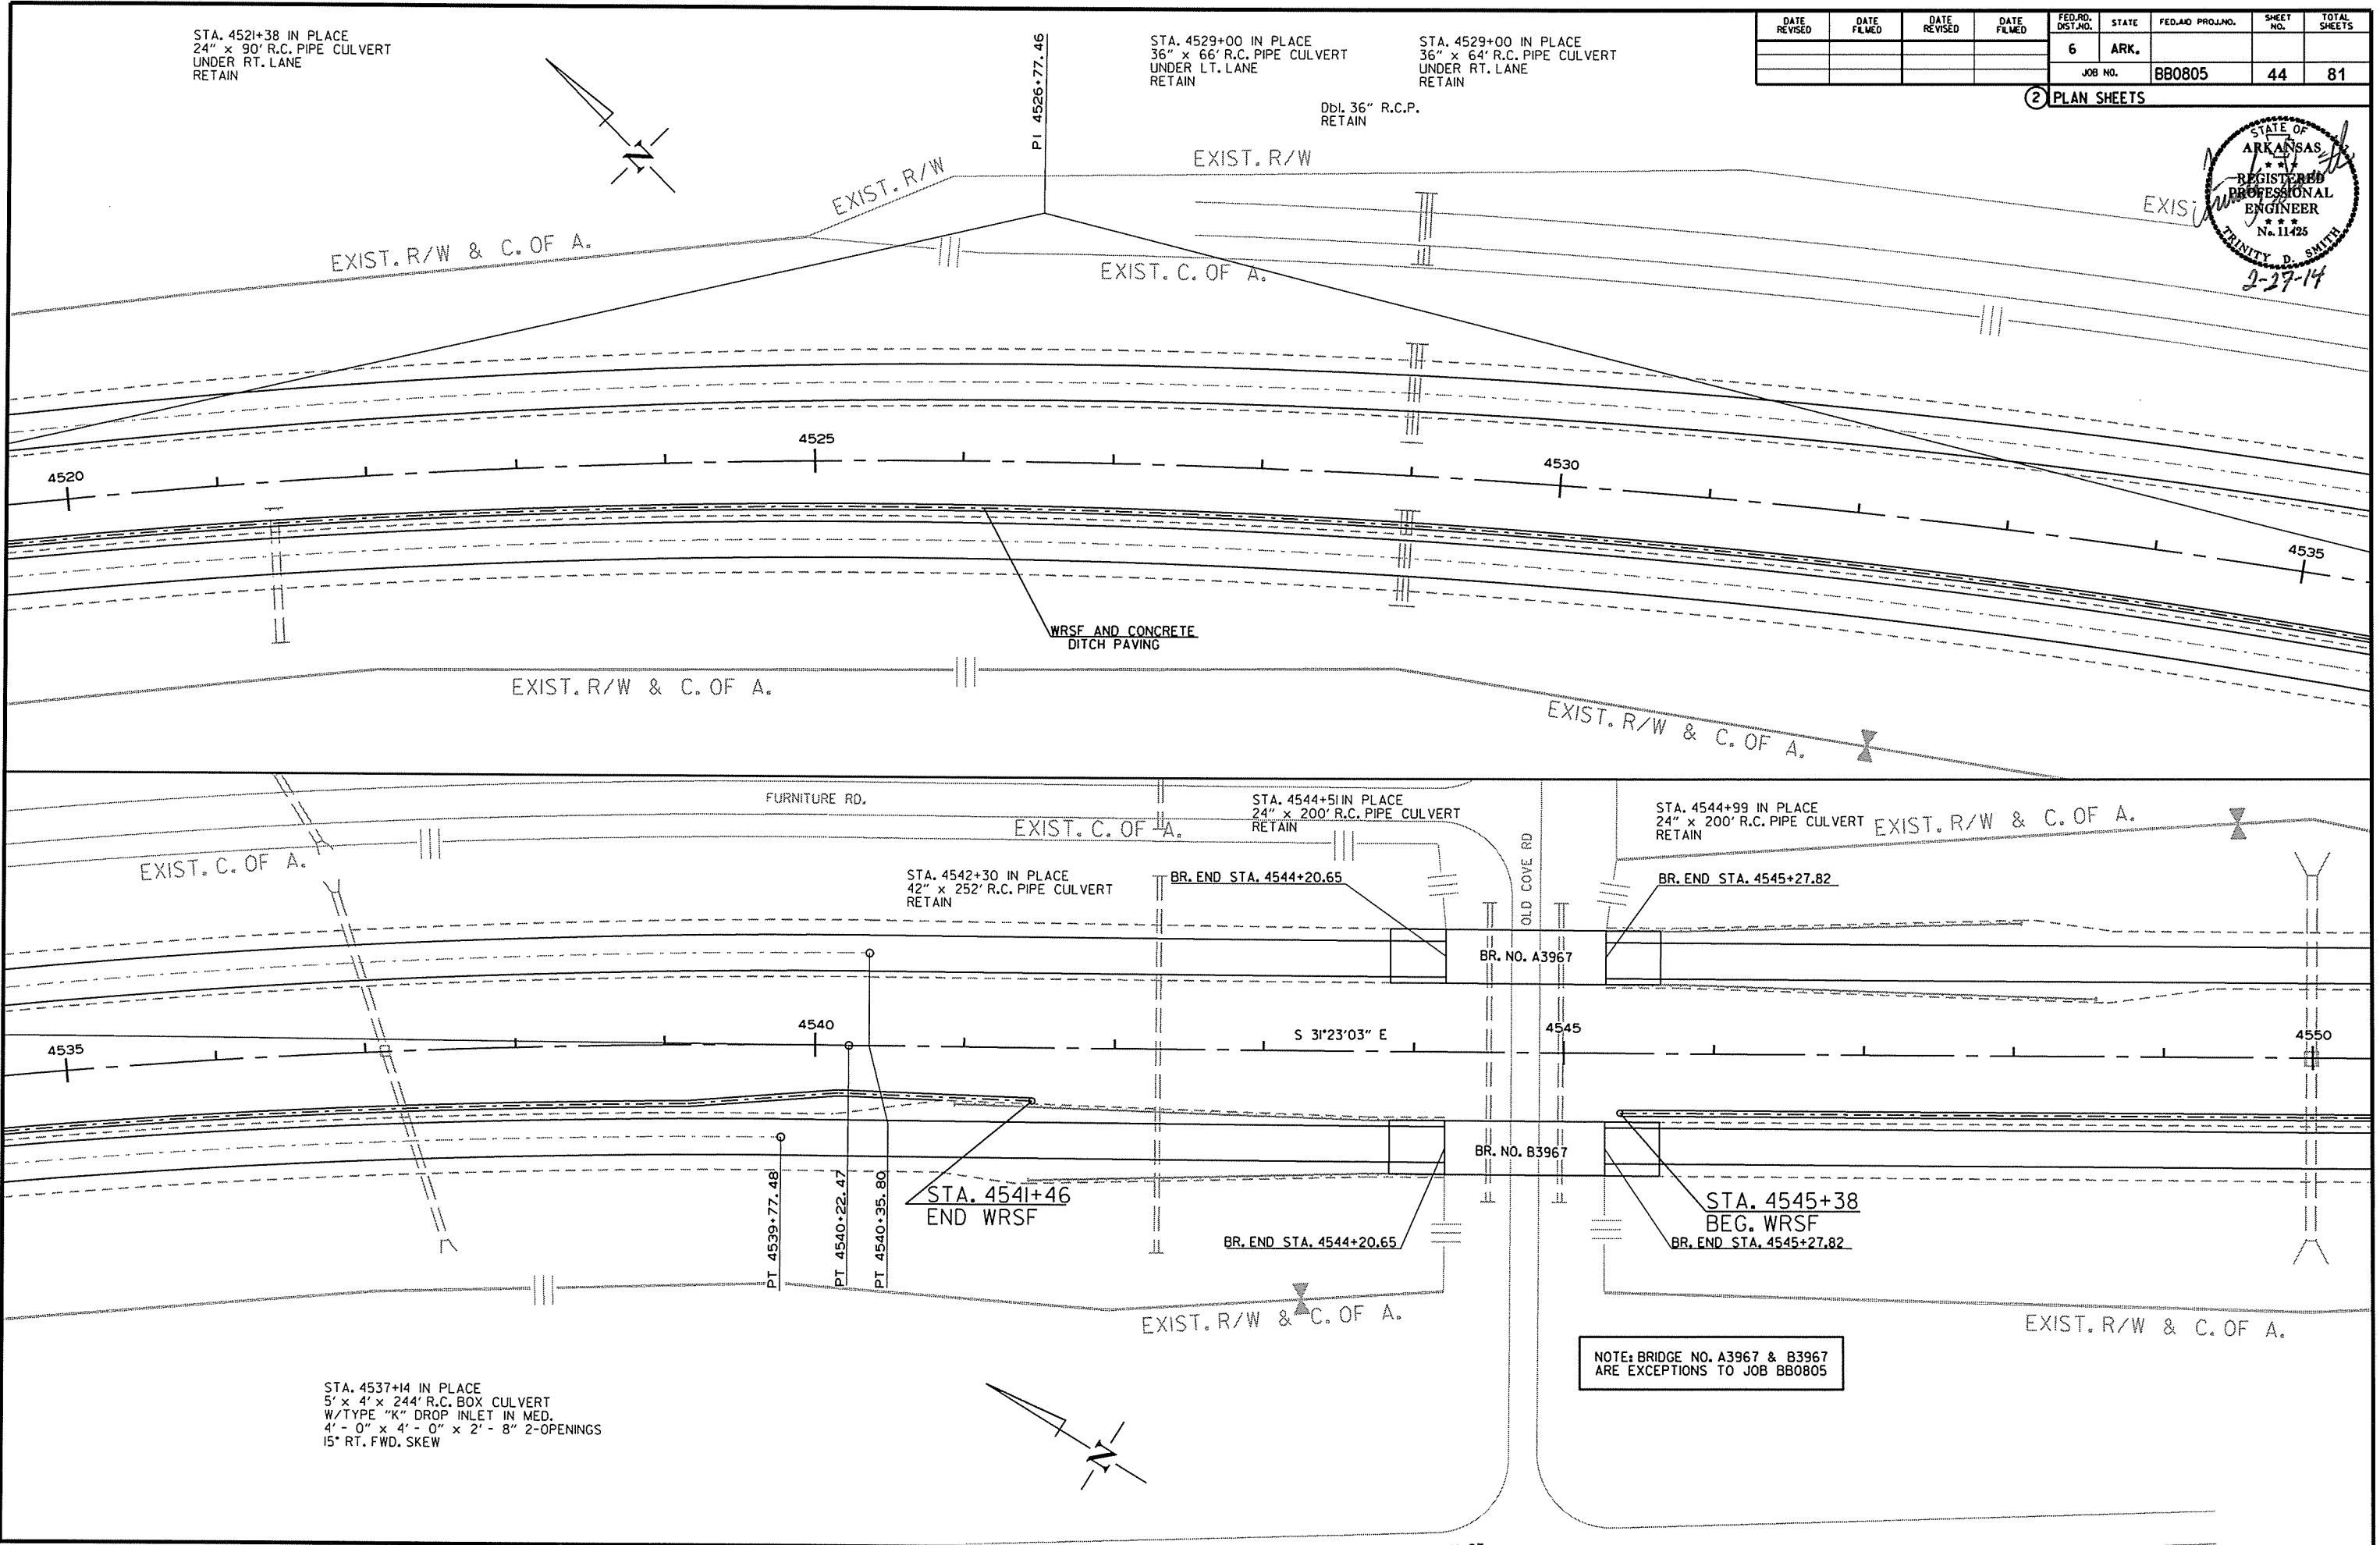 STA. 4521+38 IN PLACE
24" x 90' R.C. PIPE CULVERT
UNDER RT. LANE
RETAIN
N
PI 4526+77.46
STA. 4529+00 IN PLACE
36" x 66' R.C. PIPE CULVERT
UNDER LT. LANE
RETAIN
STA. 4529+00 IN PLACE
36" x 64' R.C. PIPE CULVERT
UNDER RT. LANE
RETAIN
Dbl. 36" R.C.P.
RETAIN
DATE REVISED
DATE FILMED
DATE REVISED
DATE FILMED
FED.RD. DIST.NO.
STATE
FED.AID PROJ.NO.
SHEET NO.
TOTAL SHEETS
6 ARK.
JOB NO. BB0805 44 81
2 PLAN SHEETS
STATE OF
ARKANSAS
REGISTERED
PROFESSIONAL
ENGINEER
No. 11425
TRINITY D. SMITH
2-27-14
EXIST. R/W & C. OF A.
EXIST. R/W
EXIST. R/W
EXIS
EXIST. C. OF A.
4520
4525
4530
4535
WRSF AND CONCRETE
DITCH PAVING
EXIST. R/W & C. OF A.
EXIST. R/W & C. OF A.
FURNITURE RD.
EXIST. C. OF A.
EXIST. C. OF A.
STA. 4544+51 IN PLACE
24" x 200' R.C. PIPE CULVERT
RETAIN
OLD COVE RD
STA. 4544+99 IN PLACE
24" x 200' R.C. PIPE CULVERT
RETAIN
EXIST. R/W & C. OF A.
STA. 4542+30 IN PLACE
42" x 252' R.C. PIPE CULVERT
RETAIN
BR. END STA. 4544+20.65
BR. END STA. 4545+27.82
BR. NO. A3967
4535
4540
S 31°23'03" E
4545
4550
BR. NO. B3967
PT 4539+77.48
PT 4540+22.47
PT 4540+35.80
STA. 4541+46
END WRSF
STA. 4545+38
BEG. WRSF
BR. END STA. 4544+20.65
BR. END STA. 4545+27.82
EXIST. R/W & C. OF A.
EXIST. R/W & C. OF A.
NOTE: BRIDGE NO. A3967 & B3967
ARE EXCEPTIONS TO JOB BB0805
STA. 4537+14 IN PLACE
5' x 4' x 244' R.C. BOX CULVERT
W/TYPE "K" DROP INLET IN MED.
4' - 0" x 4' - 0" x 2' - 8" 2-OPENINGS
15° RT. FWD. SKEW
N